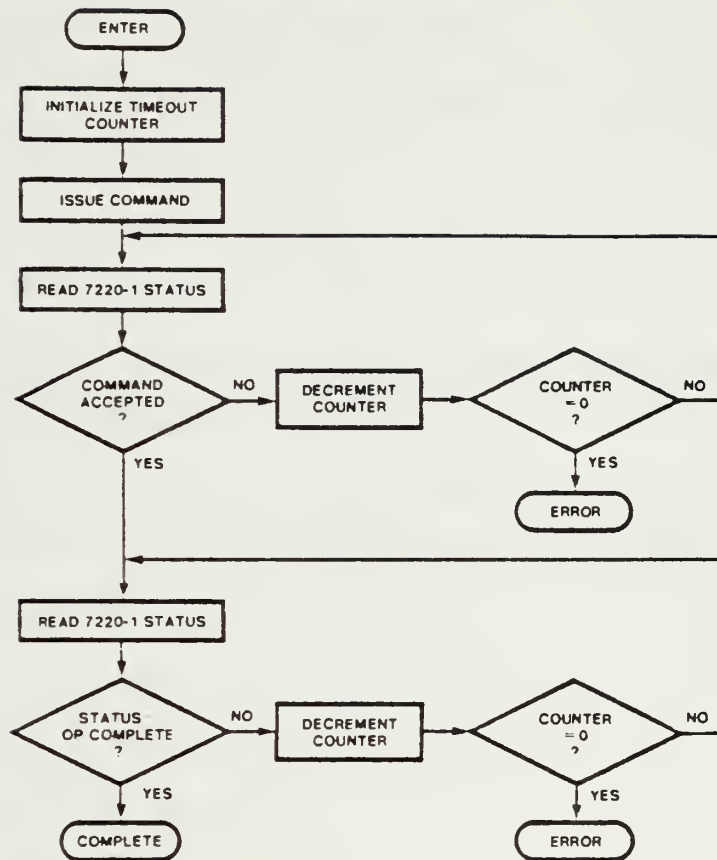 ENTER
INITIALIZE TIMEOUT
COUNTER
ISSUE COMMAND
READ 7220-1 STATUS
COMMAND
ACCEPTED
?
NO
DECREMENT
COUNTER
COUNTER
=0
?
NO
YES
YES
ERROR
READ 7220-1 STATUS
STATUS
OP COMPLETE
?
NO
DECREMENT
COUNTER
COUNTER
=0
?
NO
YES
YES
COMPLETE
ERROR